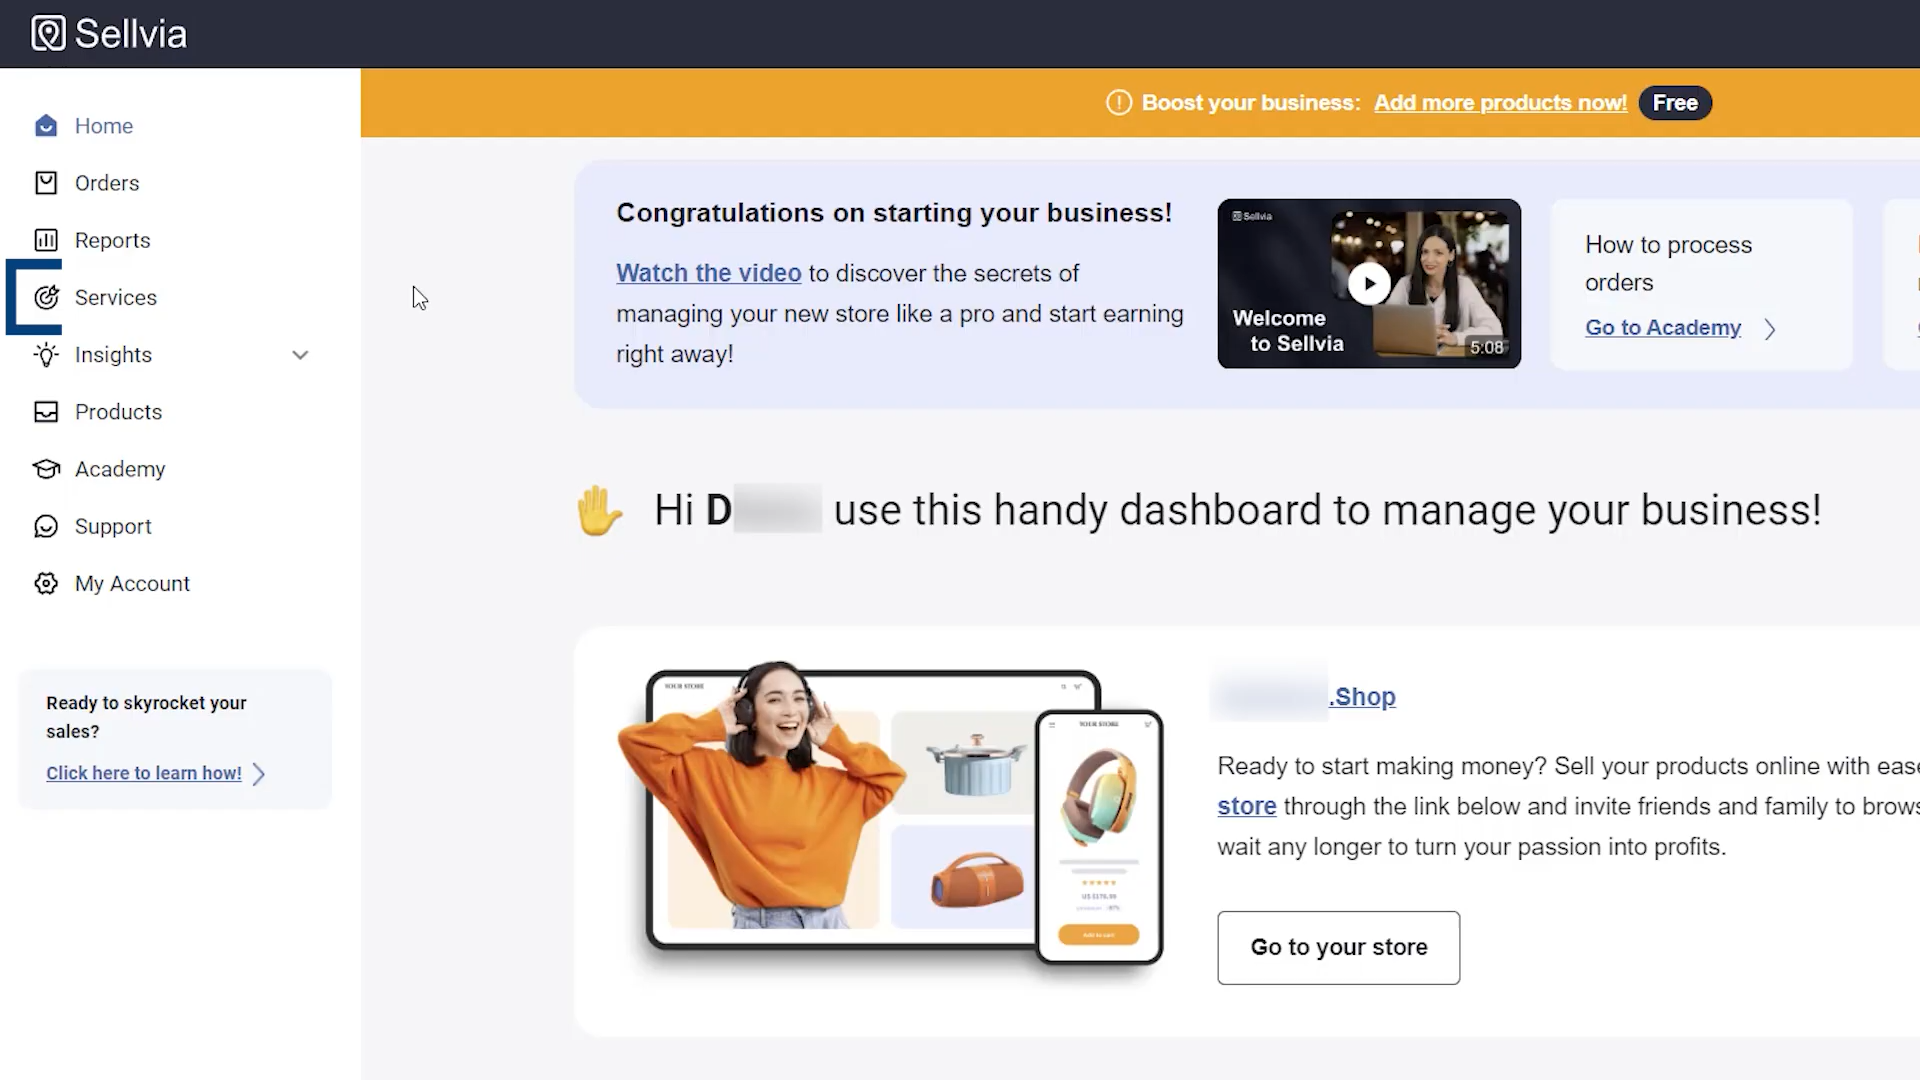 Sellvia
Home
Orders
Reports
Services
Insights
Products
Academy
Support
My Account
Ready to skyrocket your
sales?
Click here to learn how!
Boost your business: Add more products now! Free
Congratulations on starting your business!
Watch the video to discover the secrets of
managing your new store like a pro and start earning
right away!
Sellvia
Welcome
to Sellvia
5:08
How to process
orders
Go to Academy
Hi D use this handy dashboard to manage your business!
YOUR STORE
YOUR STORE
Add to cart
.Shop
Ready to start making money? Sell your products online with ease
store through the link below and invite friends and family to brows
wait any longer to turn your passion into profits.
Go to your store